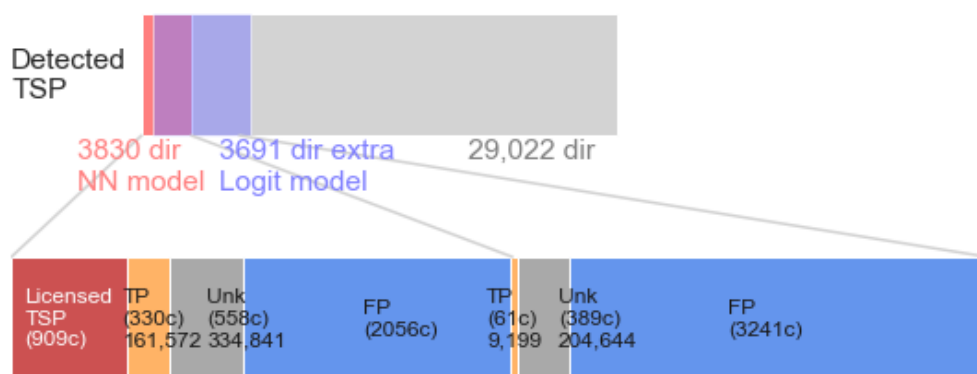 Detected
TSP
3830 dir
NN model
3691 dir extra
Logit model
29,022 dir
Licensed
TSP
(909c)
TP
(330c)
161,572
Unk
(558c)
334,841
FP
(2056c)
TP
(61c)
9,199
Unk
(389c)
204,644
FP
(3241c)